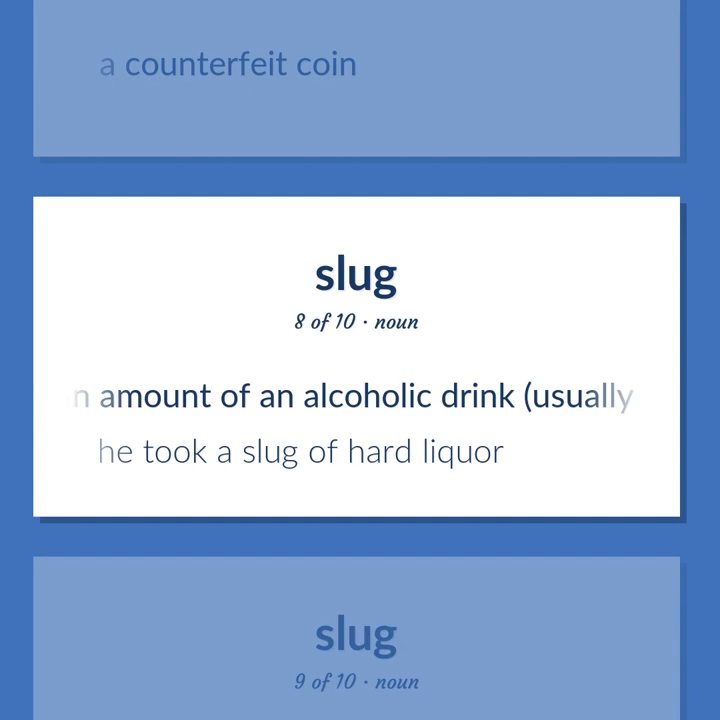 a counterfeit coin
slug
8 of 10 · noun
n amount of an alcoholic drink (usually
he took a slug of hard liquor
slug
9 of 10 · noun